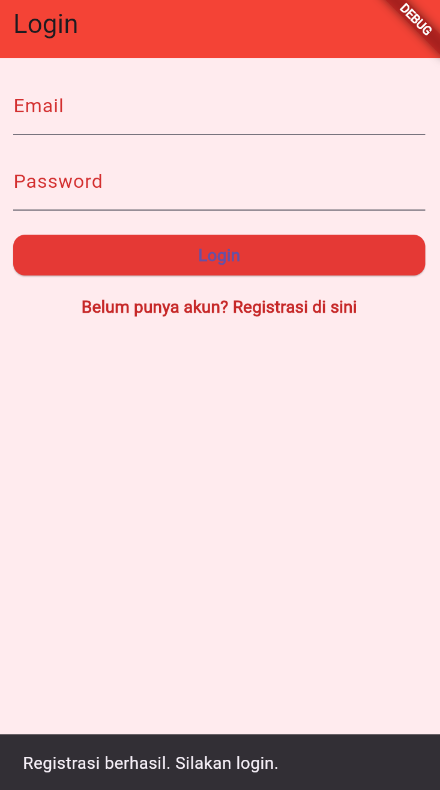 Login
DEBUG
Email
Password
Login
Belum punya akun? Registrasi di sini
Registrasi berhasil. Silakan login.